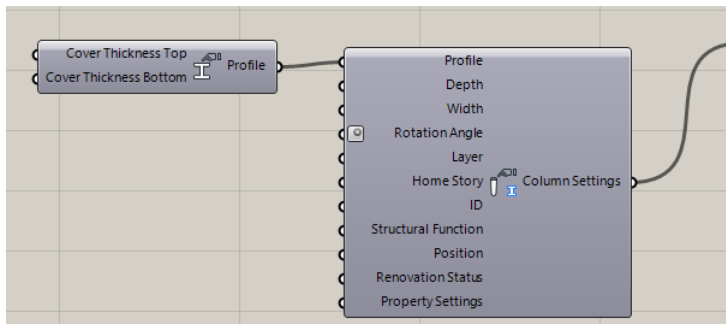 Cover Thickness Top
Cover Thickness Bottom
Profile
Profile
Depth
Width
Rotation Angle
Layer
Home Story
Column Settings
ID
Structural Function
Position
Renovation Status
Property Settings